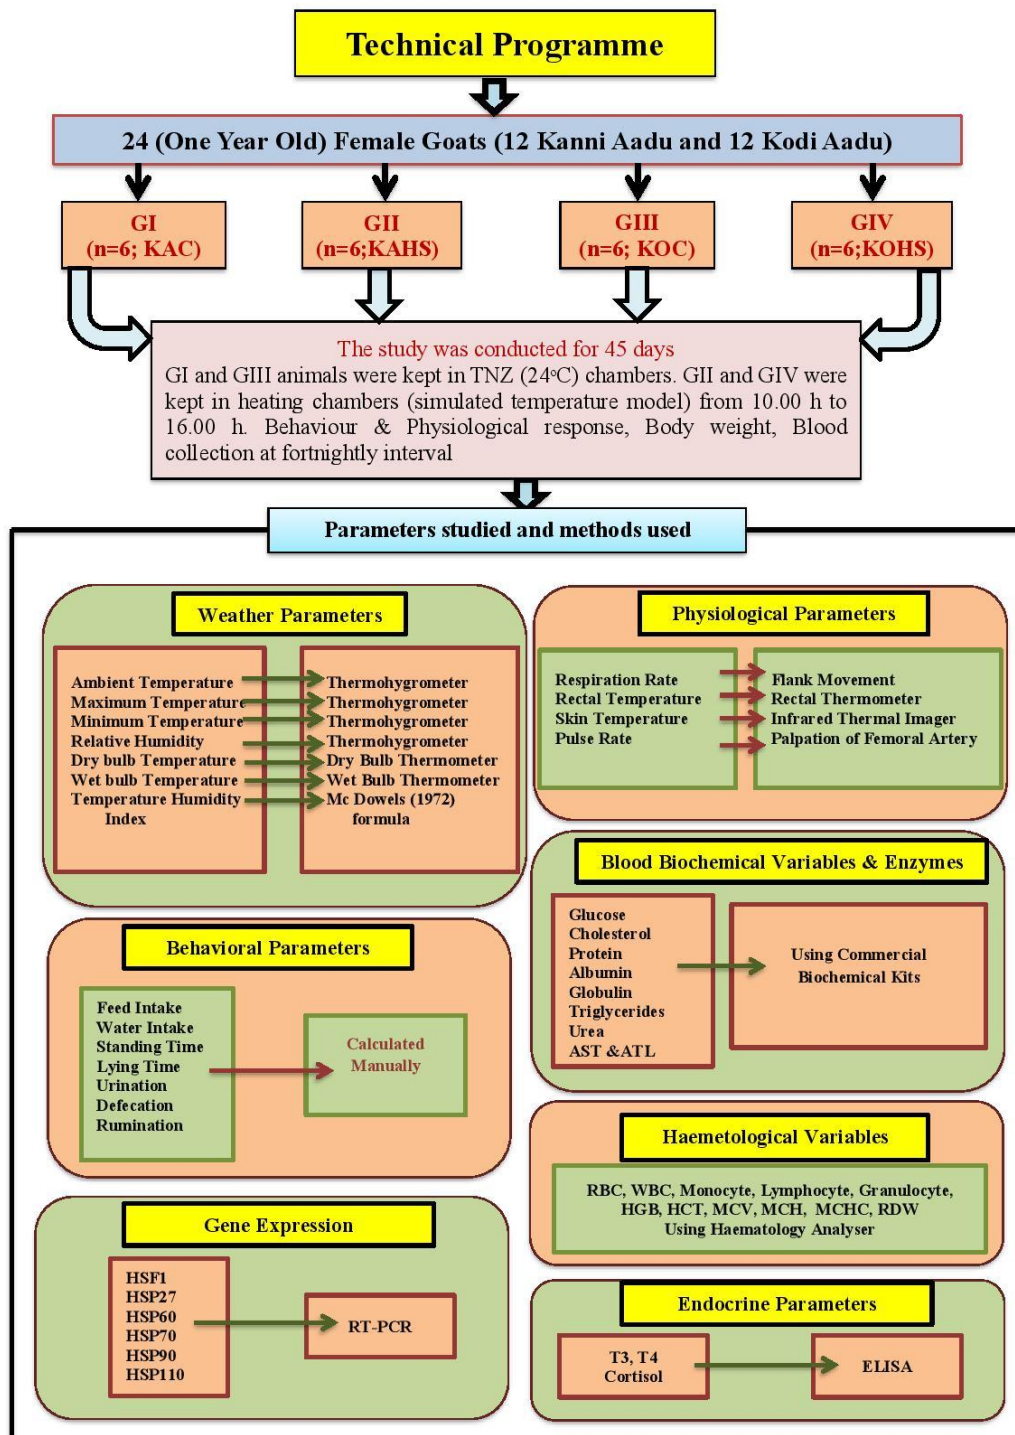 Technical Programme
24 (One Year Old) Female Goats (12 Kanni Aadu and 12 Kodi Aadu)
GI
(n=6; KAC)
GII
(n=6;KAHS)
GIII
(n=6; KOC)
GIV
(n=6;KOHS)
The study was conducted for 45 days
GI and GIII animals were kept in TNZ (24°C) chambers. GII and GIV were
kept in heating chambers (simulated temperature model) from 10.00 h to
16.00 h. Behaviour & Physiological response, Body weight, Blood
collection at fortnightly interval
Parameters studied and methods used
Weather Parameters
Ambient Temperature
Maximum Temperature
Minimum Temperature
Relative Humidity
Dry bulb Temperature
Wet bulb Temperature
Temperature Humidity
Index
Thermohygrometer
Thermohygrometer
Thermohygrometer
Thermohygrometer
Dry Bulb Thermometer
Wet Bulb Thermometer
Mc Dowels (1972)
formula
Physiological Parameters
Respiration Rate
Rectal Temperature
Skin Temperature
Pulse Rate
Flank Movement
Rectal Thermometer
Infrared Thermal Imager
Palpation of Femoral Artery
Behavioral Parameters
Feed Intake
Water Intake
Standing Time
Lying Time
Urination
Defecation
Rumination
Calculated
Manually
Blood Biochemical Variables & Enzymes
Glucose
Cholesterol
Protein
Albumin
Globulin
Triglycerides
Urea
AST &ATL
Using Commercial
Biochemical Kits
Haemetological Variables
RBC, WBC, Monocyte, Lymphocyte, Granulocyte,
HGB, HCT, MCV, MCH, MCHC, RDW
Using Haematology Analyser
Gene Expression
HSF1
HSP27
HSP60
HSP70
HSP90
HSP110
RT-PCR
Endocrine Parameters
T3, T4
Cortisol
ELISA